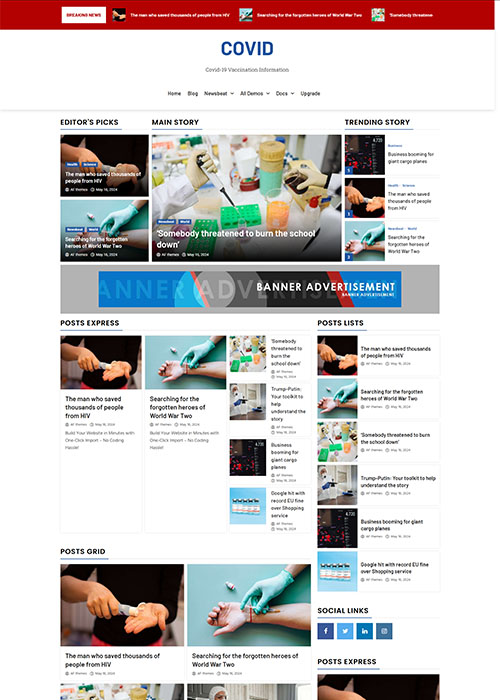 BREAKING NEWS
The man who saved thousands of people from HIV
Searching for the forgotten heroes of World War Two
'Somebody threatene
COVID
Covid-19 Vaccination Information
Home Blog Newsbeat All Demos Docs Upgrade
EDITOR'S PICKS
Health Science
The man who saved thousands of
people from HIV
AF themes May 16, 2024
Newsbeat World
Searching for the forgotten
heroes of World War Two
AF themes May 16, 2024
MAIN STORY
Newsbeat World
'Somebody threatened to burn the school
down'
AF themes May 16, 2024
TRENDING STORY
4,720
1
Business
Business booming for
giant cargo planes
2
Health Science
The man who saved
thousands of people
from HIV
3
Newsbeat World
Searching for the
forgotten heroes of
World War Two
BANNER ADVERTISEMENT
BANNER ADVERTISEMENT
POSTS EXPRESS
The man who saved
thousands of people
from HIV
AF themes May 16, 2024
Build Your Website in Minutes with
One-Click Import – No Coding
Hassle!
Searching for the
forgotten heroes of
World War Two
AF themes May 16, 2024
Build Your Website in Minutes with
One-Click Import – No Coding
Hassle!
'Somebody
threatened to
burn the
school down'
AF themes
May 16, 2024
Trump-Putin:
Your toolkit to
help
understand the
story
AF themes
May 16, 2024
Business
booming for
giant cargo
planes
AF themes
May 16, 2024
Google hit with
record EU fine
over Shopping
service
AF themes
May 16, 2024
POSTS LISTS
The man who saved thousands
of people from HIV
AF themes May 16, 2024
Searching for the forgotten
heroes of World War Two
AF themes May 16, 2024
'Somebody threatened to burn
the school down'
AF themes May 16, 2024
Trump-Putin: Your toolkit to help
understand the story
AF themes May 16, 2024
Business booming for giant
cargo planes
AF themes May 16, 2024
Google hit with record EU fine
over Shopping service
AF themes May 16, 2024
POSTS GRID
The man who saved thousands of
people from HIV
AF themes May 16, 2024
Searching for the forgotten heroes of
World War Two
AF themes May 16, 2024
SOCIAL LINKS
POSTS EXPRESS